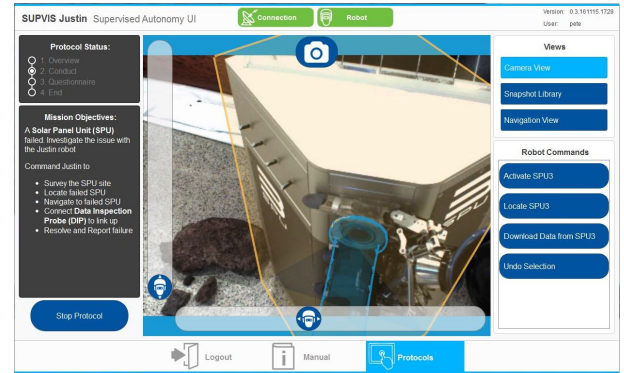 SUPVIS Justin Supervised Autonomy UI
Connection
Robot
Version: 0.3.161115.1728
User: pete
Protocol Status:
1. Overview
2. Conduct
3. Questionnaire
4. End
Mission Objectives:
A Solar Panel Unit (SPU)
failed. Investigate the issue with
the Justin robot
Command Justin to
• Survey the SPU site
• Locate failed SPU
• Navigate to failed SPU
• Connect Data Inspection
Probe (DIP) to link up
• Resolve and Report failure
Stop Protocol
SPU
Views
Camera View
Snapshot Library
Navigation View
Robot Commands
Activate SPU3
Locate SPU3
Download Data from SPU3
Undo Selection
Logout
i
Manual
Protocols